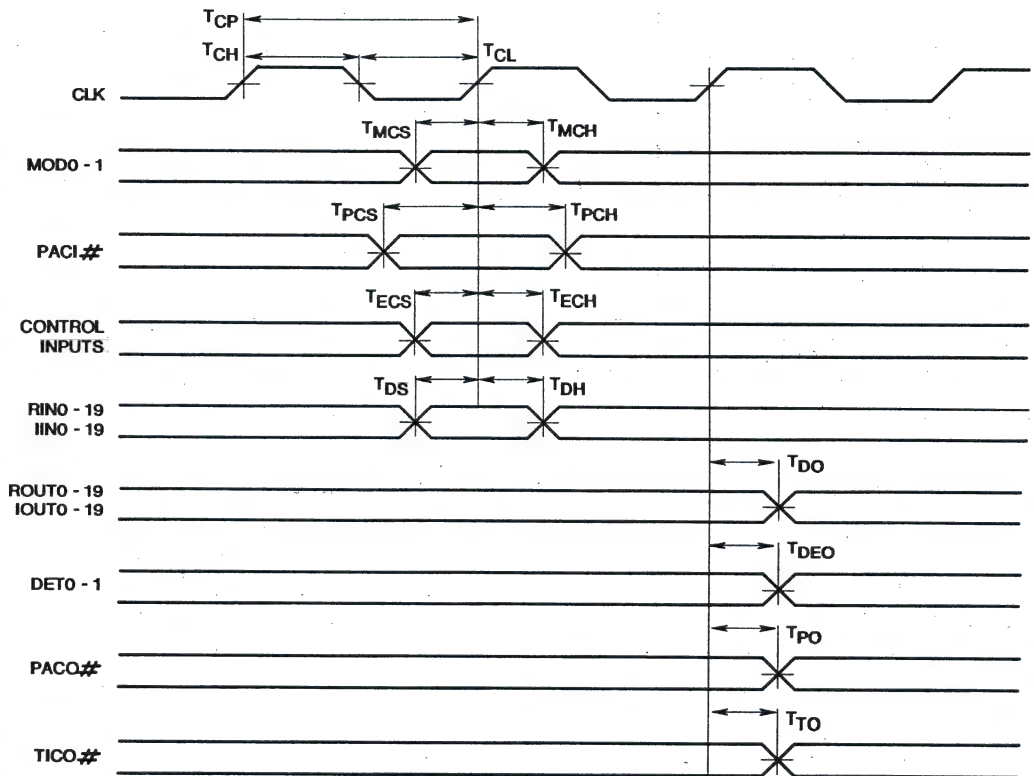 TCP
TCH TCL
CLK
TMCS TMCH
MOD0 - 1
TPCS TPCH
PACI#
TECS TECH
CONTROL
INPUTS
TDS TDH
RIN0 - 19
IIN0 - 19
TDO
ROUT0 - 19
IOUT0 - 19
TDEO
DET0 - 1
TPO
PACO#
TTO
TICO#